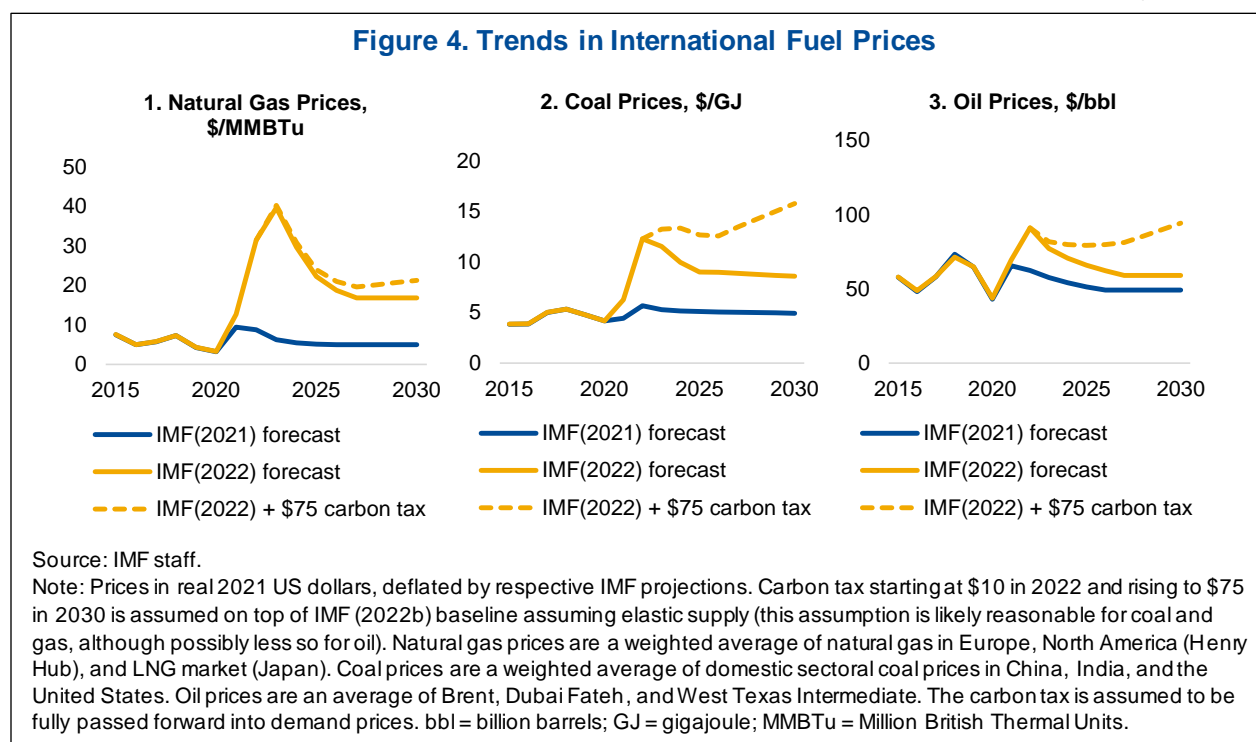 Figure 4. Trends in International Fuel Prices
1. Natural Gas Prices,
$/MMBTu
50
40
30
20
10
0
2015 2020 2025 2030
IMF(2021) forecast
IMF(2022) forecast
IMF(2022) + $75 carbon tax
2. Coal Prices, $/GJ
20
15
10
5
0
2015 2020 2025 2030
IMF(2021) forecast
IMF(2022) forecast
IMF(2022) + $75 carbon tax
3. Oil Prices, $/bbl
150
100
50
0
2015 2020 2025 2030
IMF(2021) forecast
IMF(2022) forecast
IMF(2022) + $75 carbon tax
Source: IMF staff.
Note: Prices in real 2021 US dollars, deflated by respective IMF projections. Carbon tax starting at $10 in 2022 and rising to $75
in 2030 is assumed on top of IMF (2022b) baseline assuming elastic supply (this assumption is likely reasonable for coal and
gas, although possibly less so for oil). Natural gas prices are a weighted average of natural gas in Europe, North America (Henry
Hub), and LNG market (Japan). Coal prices are a weighted average of domestic sectoral coal prices in China, India, and the
United States. Oil prices are an average of Brent, Dubai Fateh, and West Texas Intermediate. The carbon tax is assumed to be
fully passed forward into demand prices. bbl = billion barrels; GJ = gigajoule; MMBTu = Million British Thermal Units.